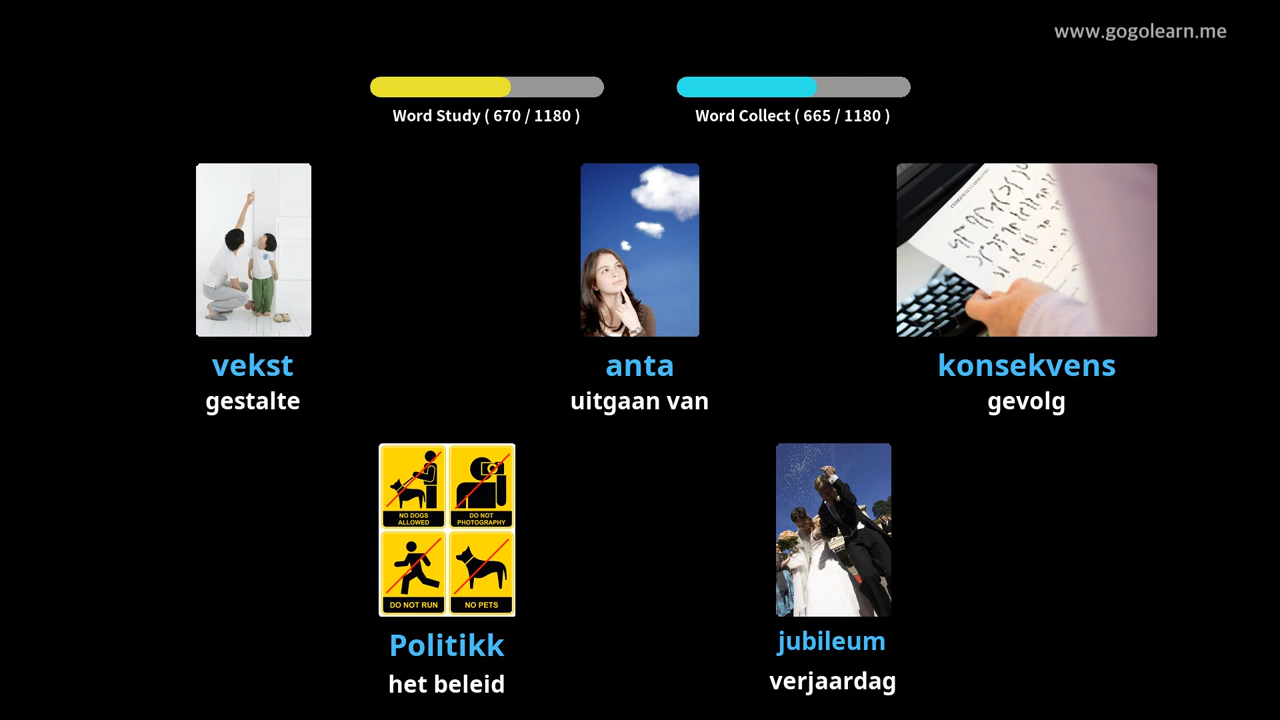 www.gogolearn.me
Word Study ( 670 / 1180 )
Word Collect ( 665 / 1180 )
vekst
gestalte
anta
uitgaan van
konsekvens
gevolg
NO DOGS
ALLOWED
DO NOT
PHOTOGRAPHY
DO NOT RUN
NO PETS
Politikk
het beleid
jubileum
verjaardag